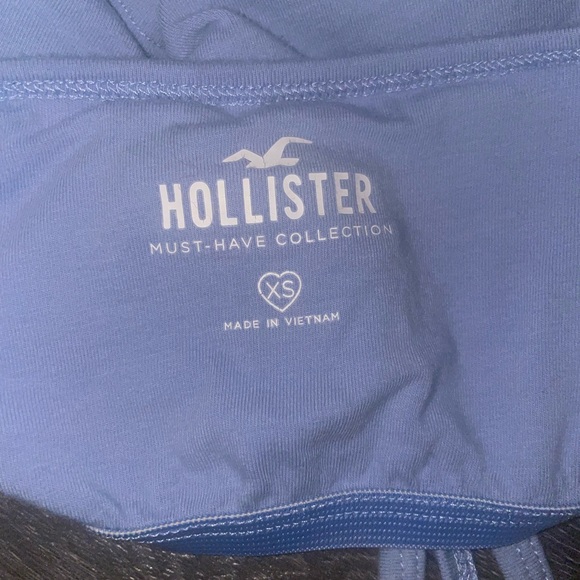 HOLLISTER
MUST-HAVE COLLECTION
XS
MADE IN VIETNAM